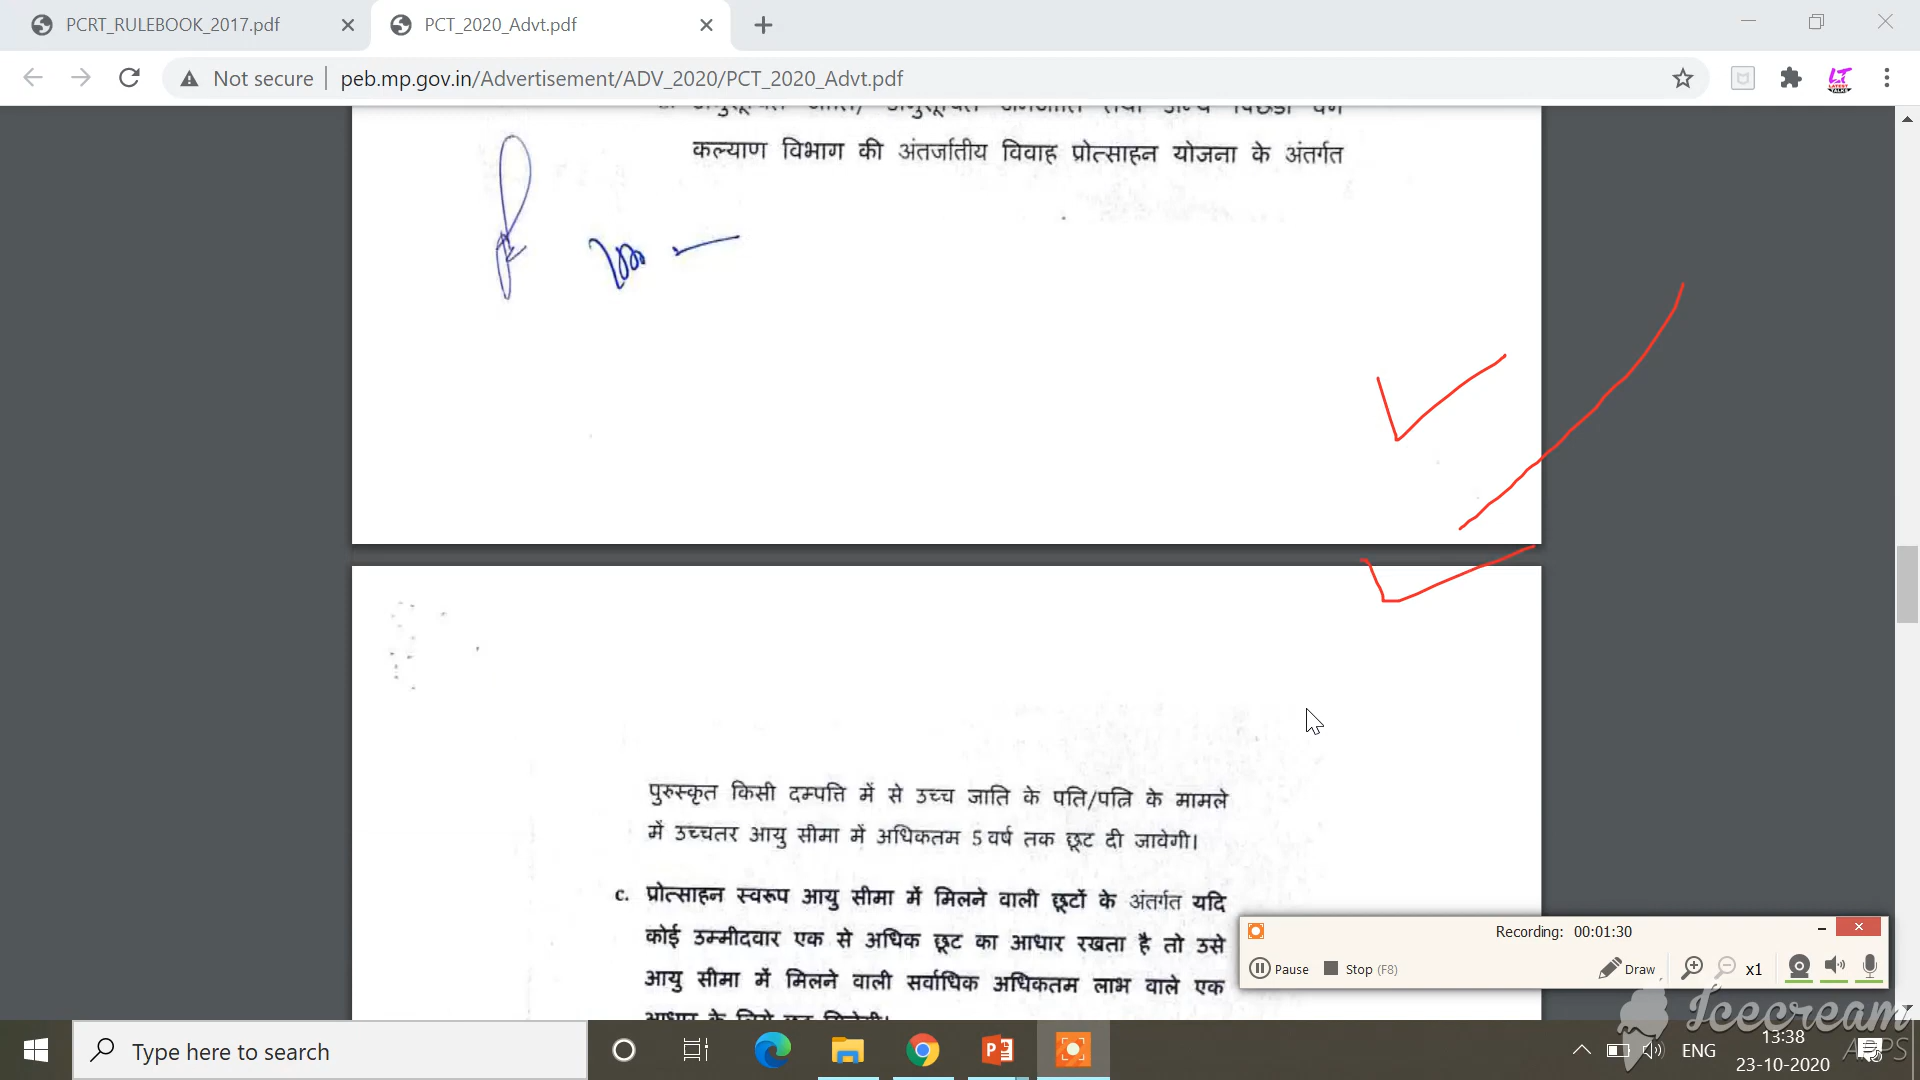 PCRT_RULEBOOK_2017.pdf
PCT_2020_Advt.pdf
Not secure
peb.mp.gov.in/Advertisement/ADV_2020/PCT_2020_Advt.pdf
कल्याण विभाग की अंतर्जातीय विवाह प्रोत्साहन योजना के अंतर्गत
पुरुस्कृत किसी दम्पत्ति में से उच्च जाति के पति/पत्नि के मामले
में उच्चतर आयु सीमा में अधिकतम 5 वर्ष तक छूट दी जावेगी।
c. प्रोत्साहन स्वरूप आयु सीमा में मिलने वाली छूटों के अंतर्गत यदि
कोई उम्मीदवार एक से अधिक छूट का आधार रखता है तो उसे
आयु सीमा में मिलने वाली सर्वाधिक अधिकतम लाभ वाले एक
Recording: 00:01:30
Pause
Stop (F8)
Draw
x1
Icecream
APPS
Type here to search
ENG
13:38
23-10-2020